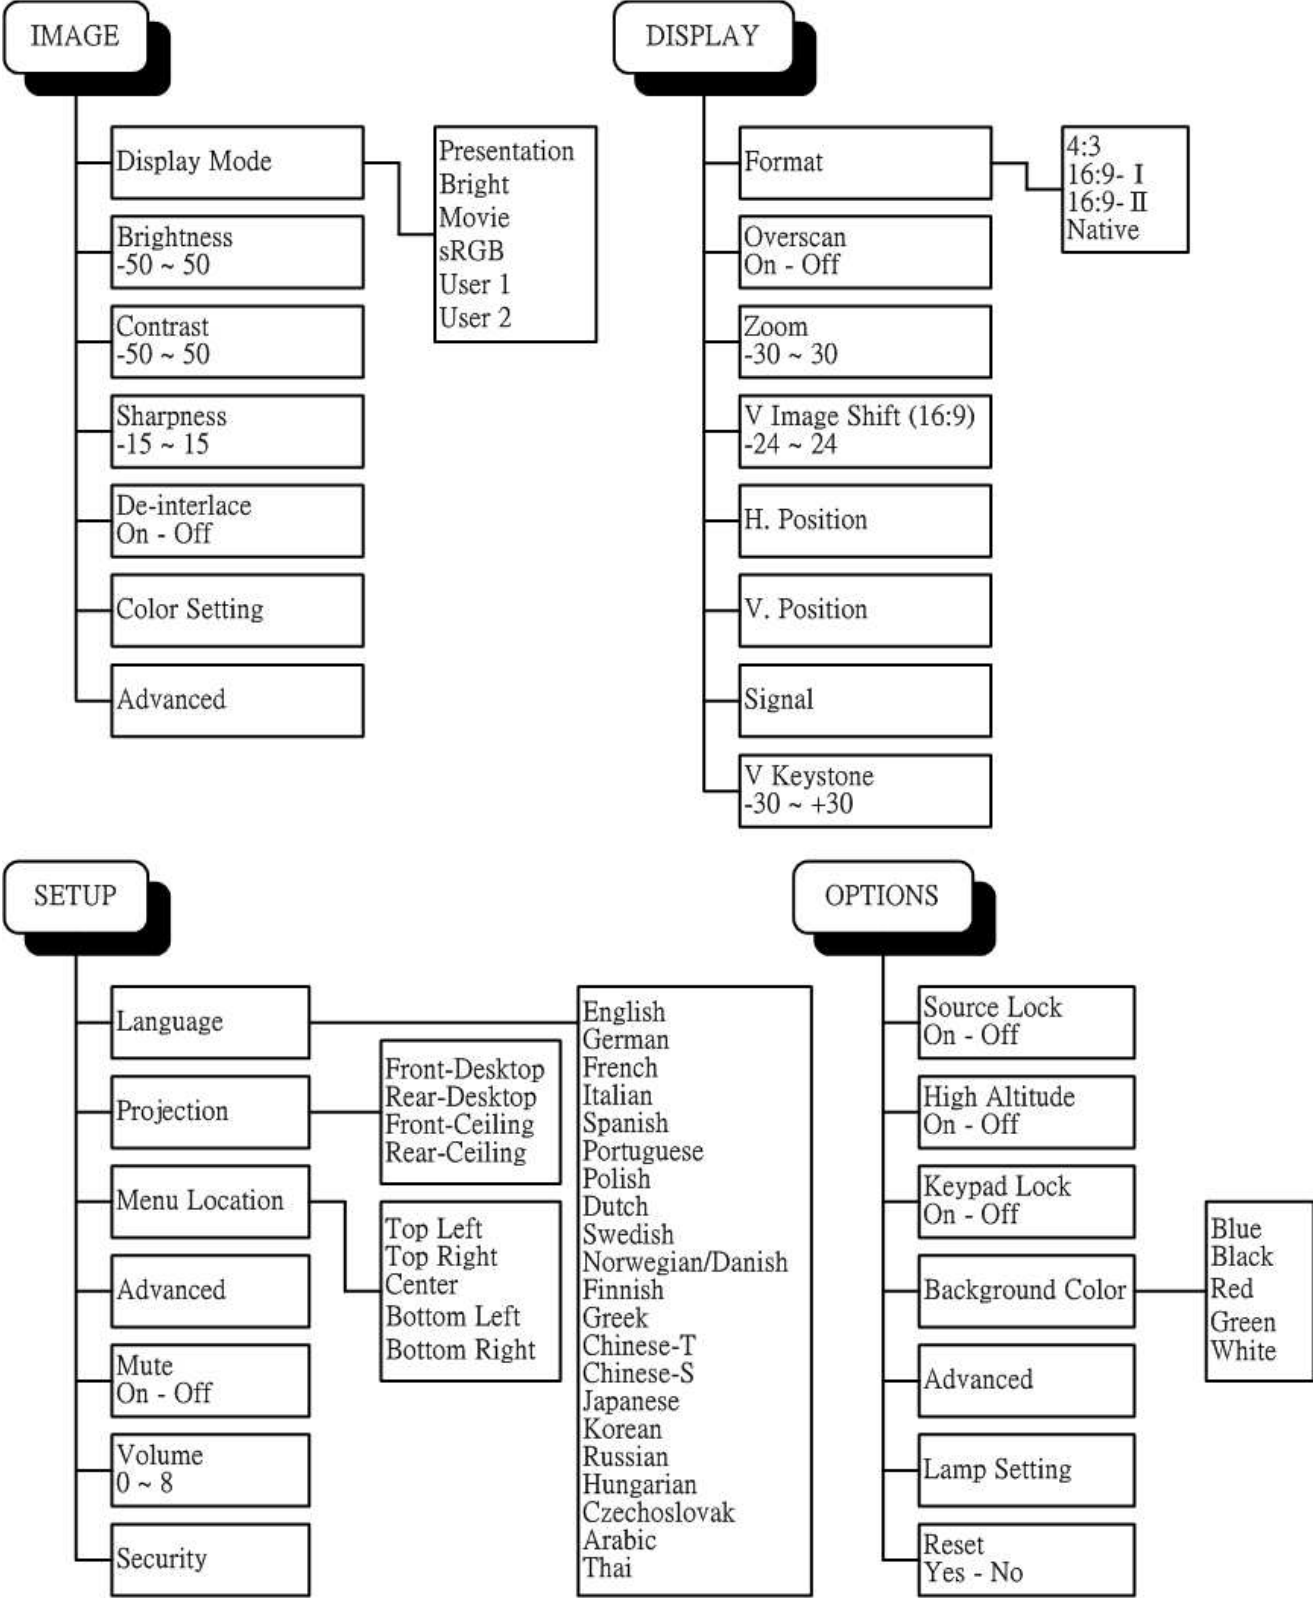 IMAGE
Display Mode
Presentation
Bright
Movie
sRGB
User 1
User 2
Brightness
-50 ~ 50
Contrast
-50 ~ 50
Sharpness
-15 ~ 15
De-interlace
On - Off
Color Setting
Advanced
DISPLAY
Format
4:3
16:9- I
16:9- II
Native
Overscan
On - Off
Zoom
-30 ~ 30
V Image Shift (16:9)
-24 ~ 24
H. Position
V. Position
Signal
V Keystone
-30 ~ +30
SETUP
Language
English
German
French
Italian
Spanish
Portuguese
Polish
Dutch
Swedish
Norwegian/Danish
Finnish
Greek
Chinese-T
Chinese-S
Japanese
Korean
Russian
Hungarian
Czechoslovak
Arabic
Thai
Projection
Front-Desktop
Rear-Desktop
Front-Ceiling
Rear-Ceiling
Menu Location
Top Left
Top Right
Center
Bottom Left
Bottom Right
Advanced
Mute
On - Off
Volume
0 ~ 8
Security
OPTIONS
Source Lock
On - Off
High Altitude
On - Off
Keypad Lock
On - Off
Background Color
Blue
Black
Red
Green
White
Advanced
Lamp Setting
Reset
Yes - No